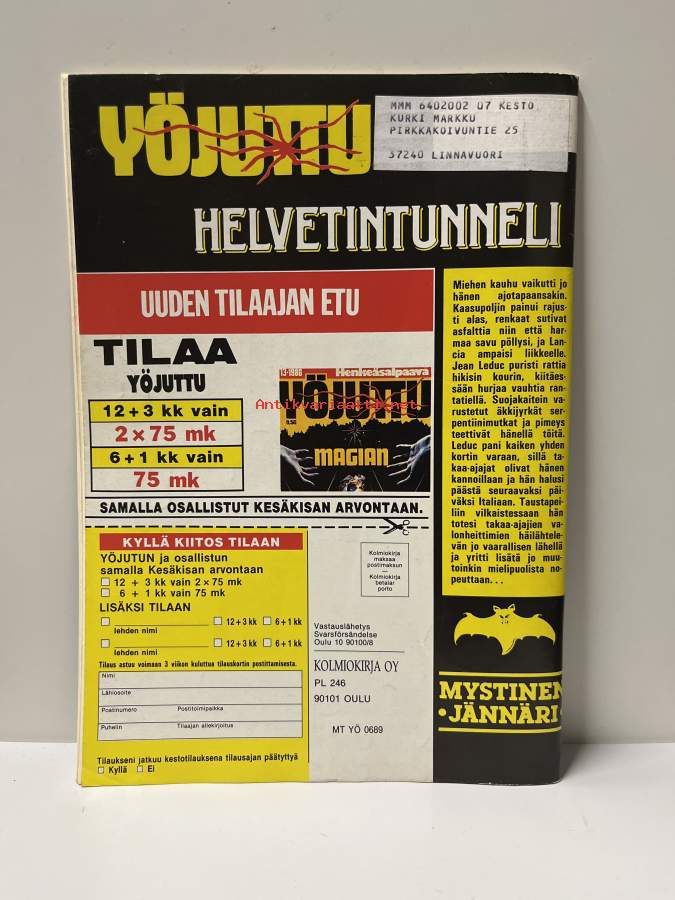 YÖJUTTU
MMM 6402002 07 KESTO
KURKI MARKKU
PIRKKAKOIVUNTIE 25
37240 LINNAVUORI
HELVETINTUNNELI
UUDEN TILAAJAN ETU
TILAA
YÖJUTTU
12 + 3 kk vain
2 x 75 mk
6 + 1 kk vain
75 mk
13-1988 Henkeäsalpaava
YÖJUTTU
9,50
MAGIAN
Antikvariaatti.net
SAMALLA OSALLISTUT KESÄKISAN ARVONTAAN.
KYLLÄ KIITOS TILAAN
YÖJUTUN ja osallistun
samalla Kesäkisan arvontaan
12 + 3 kk vain 2 x 75 mk
6 + 1 kk vain 75 mk
LISÄKSI TILAAN
12+3 kk 6+1 kk
lehden nimi
12+3 kk 6+1 kk
lehden nimi
Tilaus astuu voimaan 3 viikon kuluttua tilauskortin postittamisesta.
Nimi
Lähiosoite
Postinumero Postitoimipaikka
Puhelin Tilaajan allekirjoitus
Tilaukseni jatkuu kestotilauksena tilausajan päätyttyä
Kyllä Ei
Kolmiokirja
maksaa
postimaksun
—
Kolmiokirja
betalar
porto
Vastauslähetys
Svarsförsändelse
Oulu 10 90100/8
KOLMIOKIRJA OY
PL 246
90101 OULU
MT YÖ 0689
Miehen kauhu vaikutti jo
hänen ajotapaansakin.
Kaasupoljin painui rajus-
ti alas, renkaat sutivat
asfalttia niin että har-
maa savu pöllysi, ja Lan-
cia ampaisi liikkeelle.
Jean Leduc puristi rattia
hikisin kourin, kiitäes-
sään hurjaa vauhtia ran-
tatiellä. Suojakaitein va-
rustetut äkkijyrkät ser-
pentiinimutkat ja pimeys
teettivät hänellä töitä.
Leduc pani kaiken yhden
kortin varaan, sillä ta-
kaa-ajajat olivat hänen
kannoillaan ja hän halusi
päästä seuraavaksi päi-
väksi Italiaan. Taustapei-
liin vilkaistessaan hän
totesi takaa-ajajien va-
lonheittimien häilähtele-
vän jo vaarallisen lähellä
ja yritti lisätä jo muu-
toinkin mielipuolista no-
peuttaan...
MYSTINEN
•JÄNNÄRI•